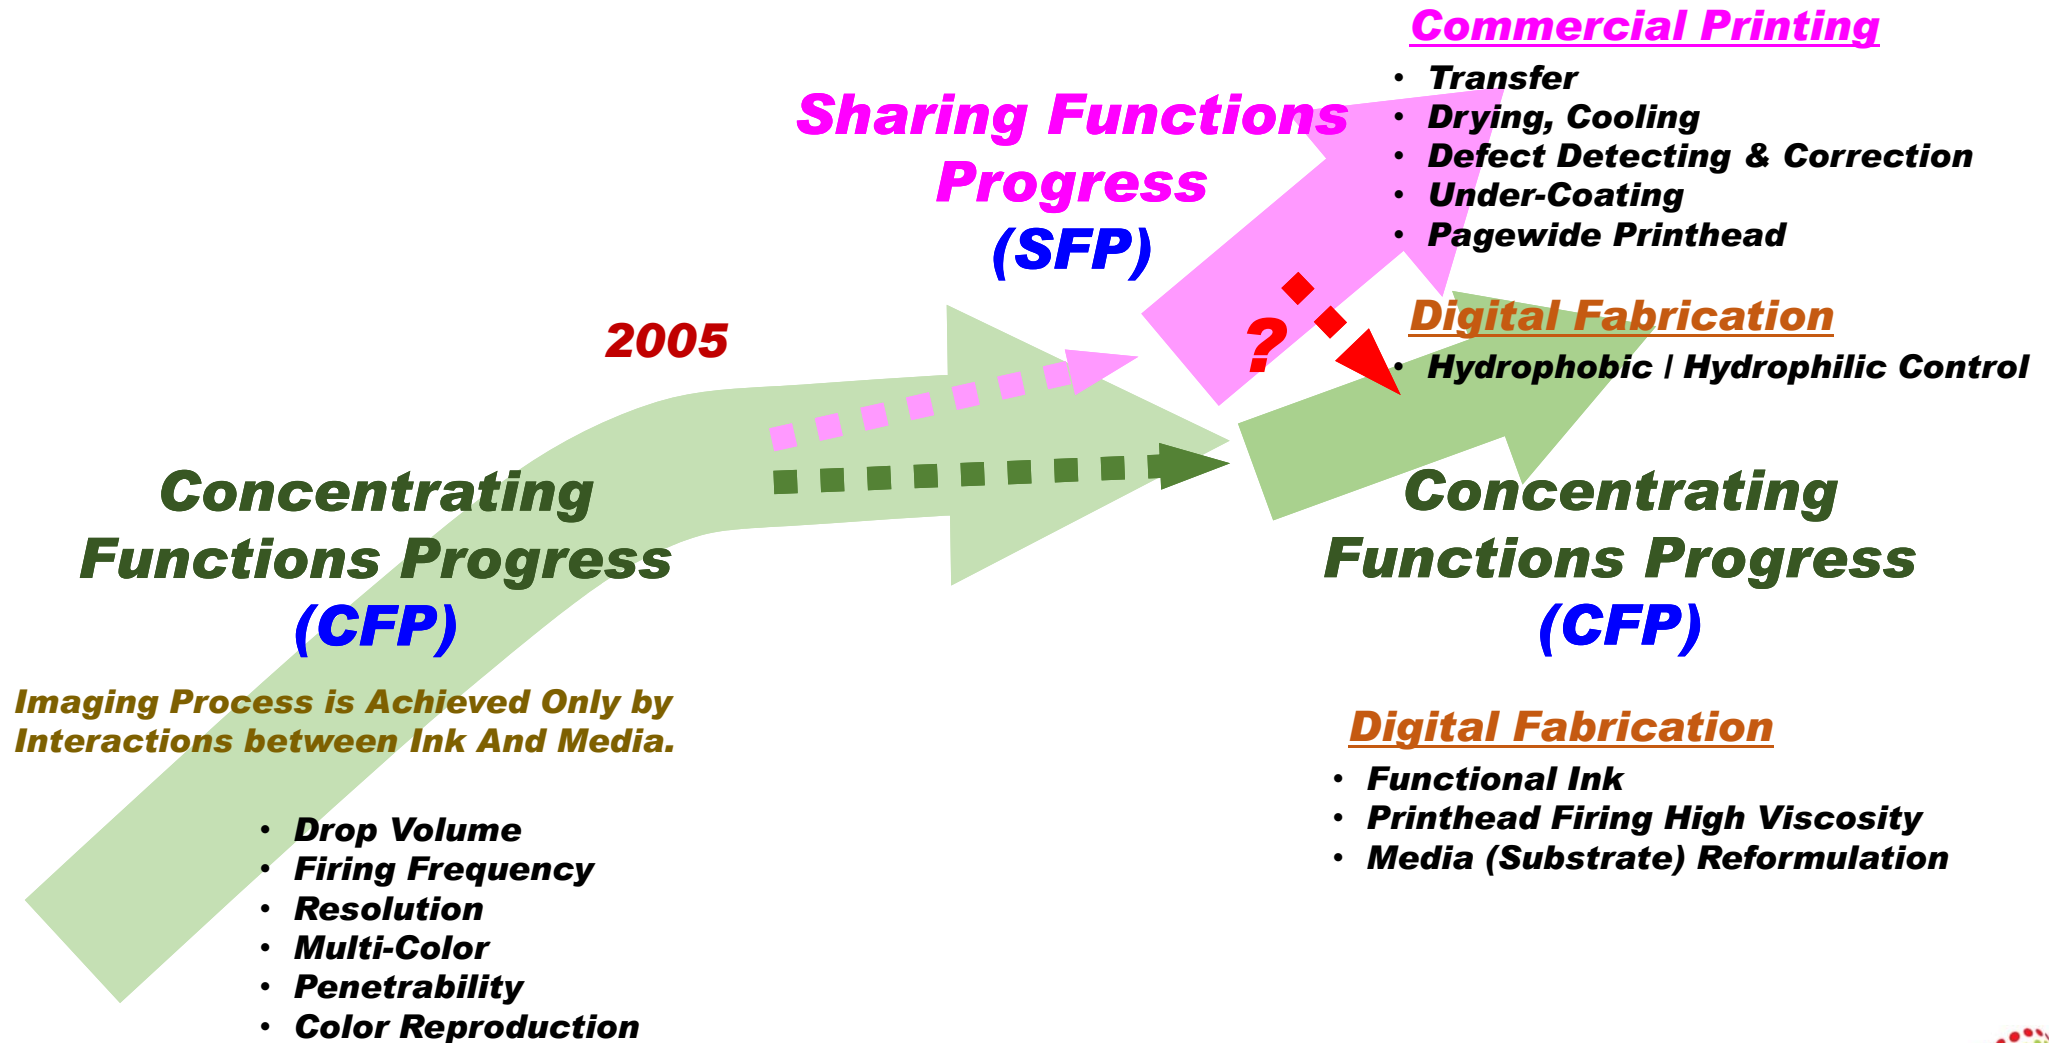 Commercial Printing
• Transfer
• Drying, Cooling
• Defect Detecting & Correction
• Under-Coating
• Pagewide Printhead
Sharing Functions
Progress
(SFP)
2005
?
Digital Fabrication
• Hydrophobic / Hydrophilic Control
Concentrating
Functions Progress
(CFP)
Imaging Process is Achieved Only by
Interactions between Ink And Media.
• Drop Volume
• Firing Frequency
• Resolution
• Multi-Color
• Penetrability
• Color Reproduction
Concentrating
Functions Progress
(CFP)
Digital Fabrication
• Functional Ink
• Printhead Firing High Viscosity
• Media (Substrate) Reformulation